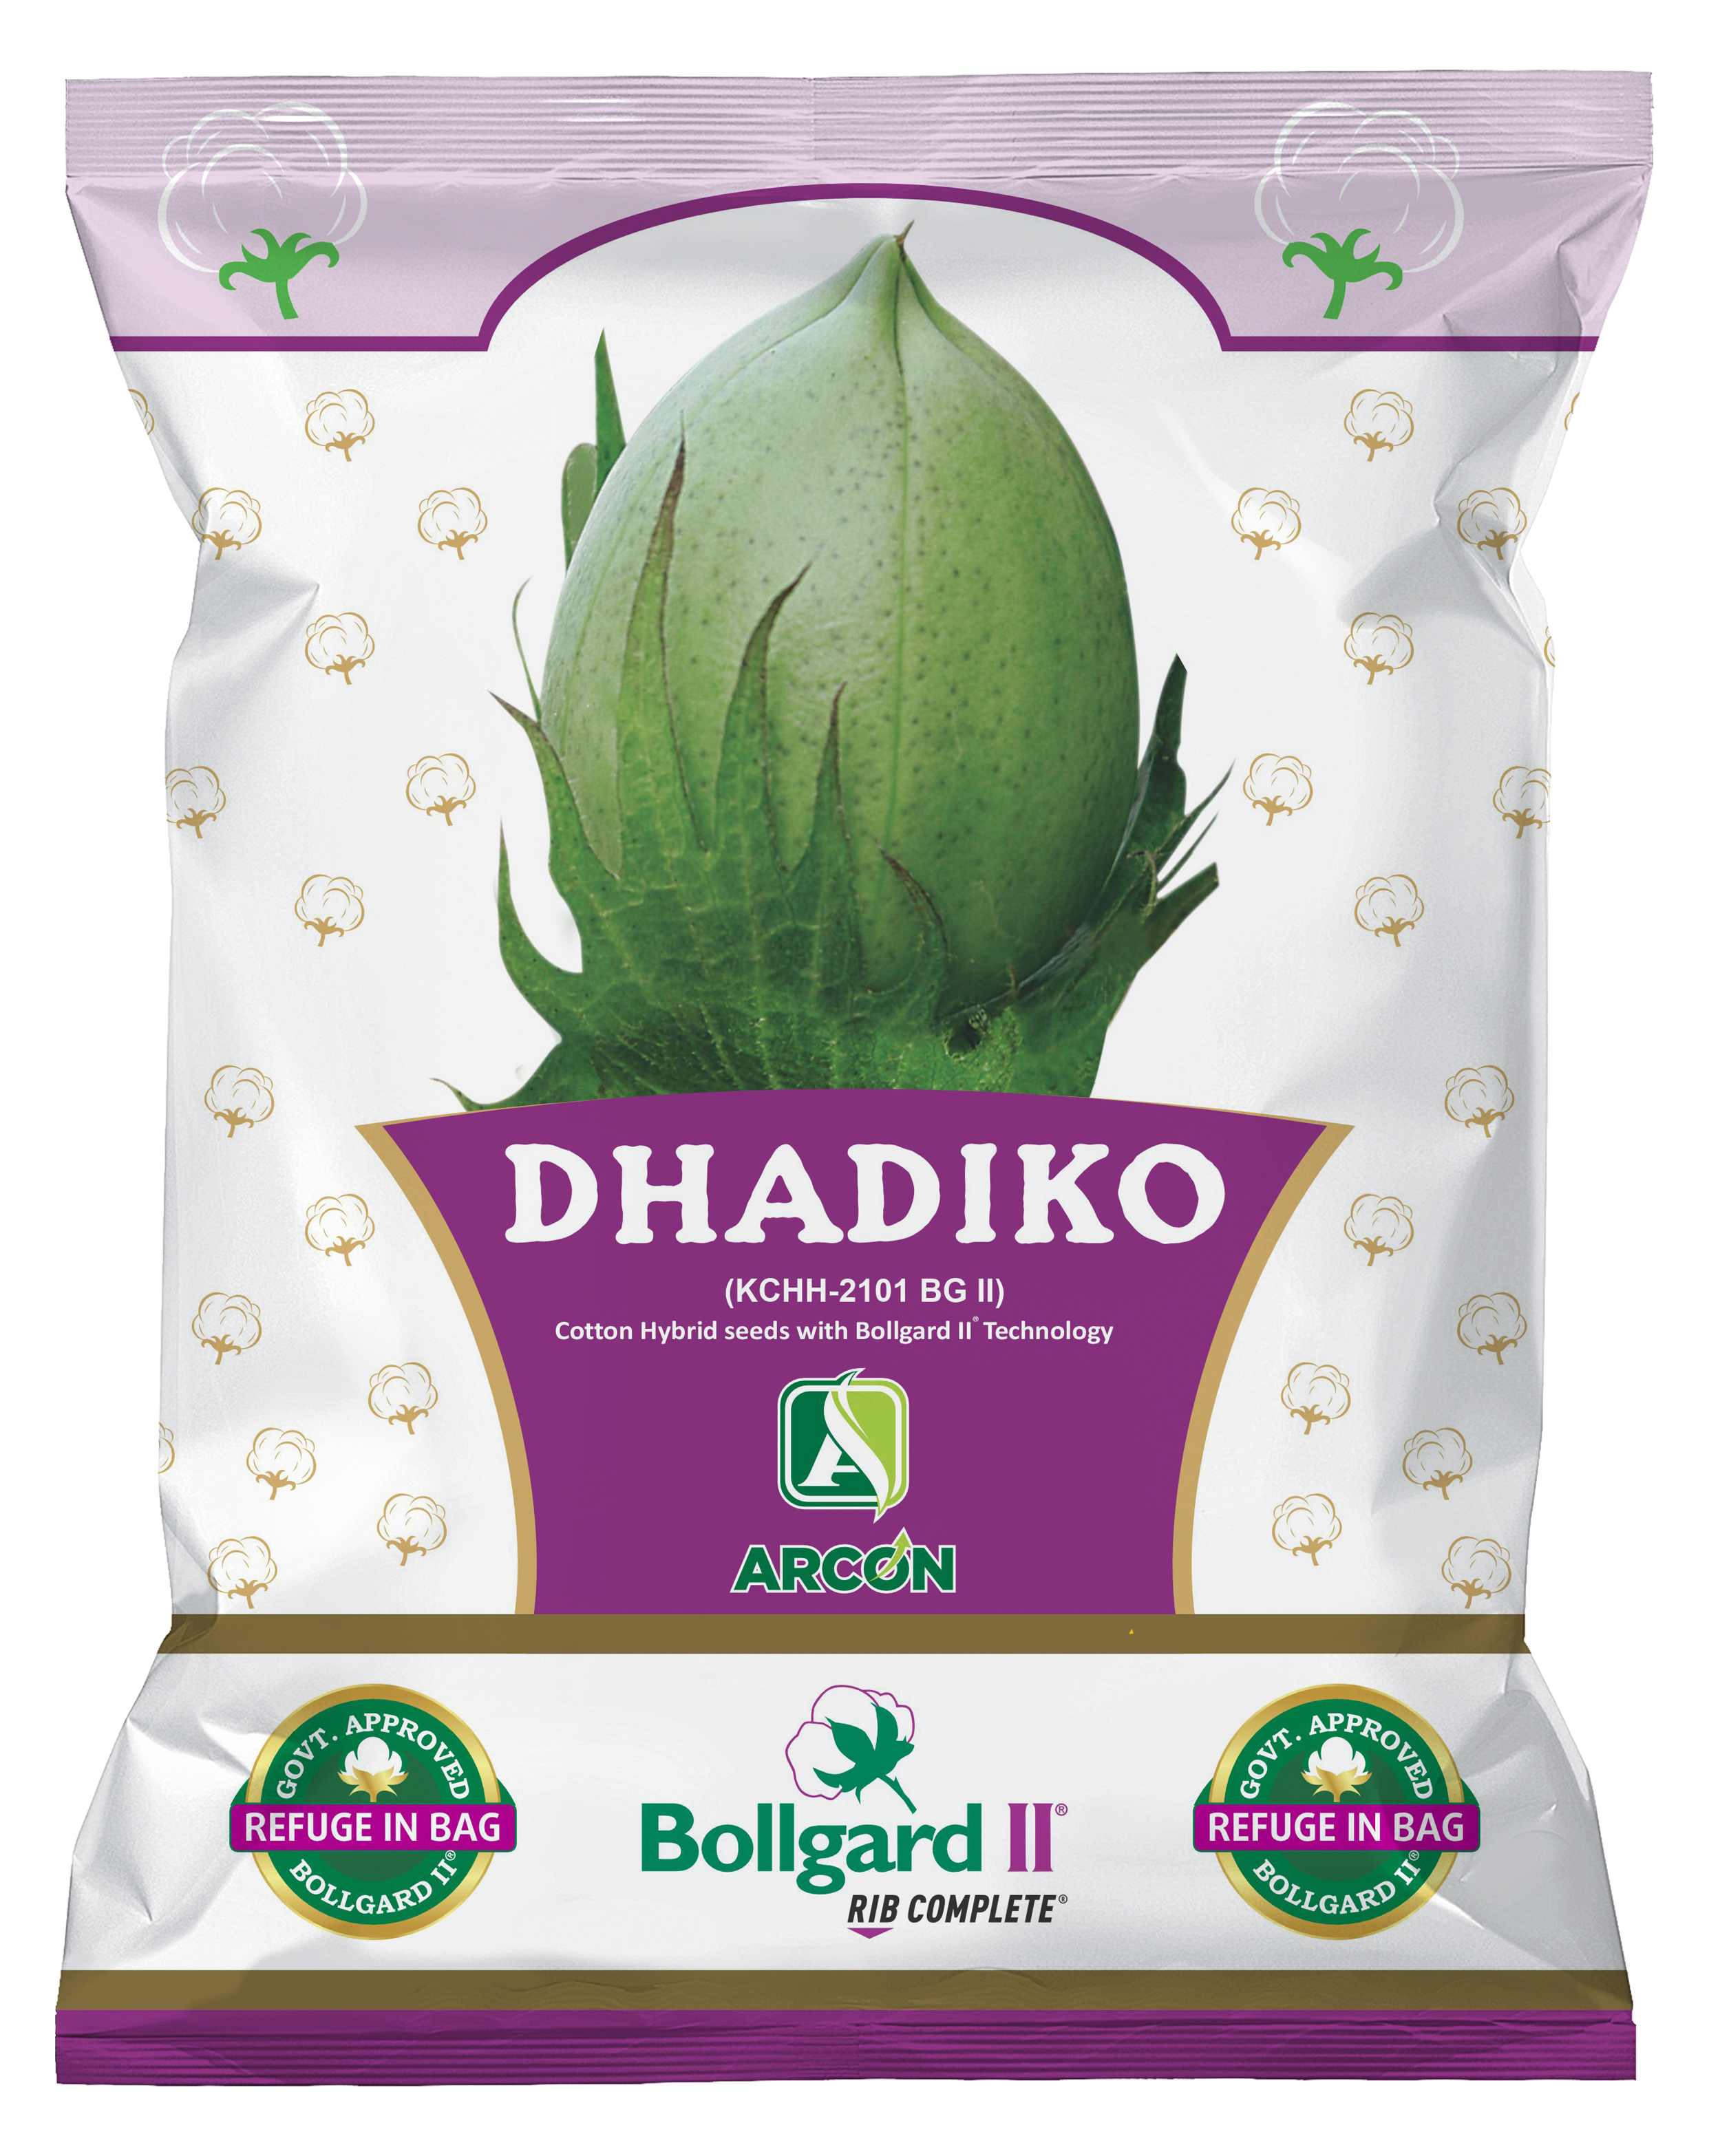 DHADIKO
(KCHH-2101 BG II)
Cotton Hybrid seeds with Bollgard II® Technology
A
ARCON
GOVT. APPROVED
REFUGE IN BAG
BOLLGARD II®
Bollgard II®
RIB COMPLETE®
GOVT. APPROVED
REFUGE IN BAG
BOLLGARD II®